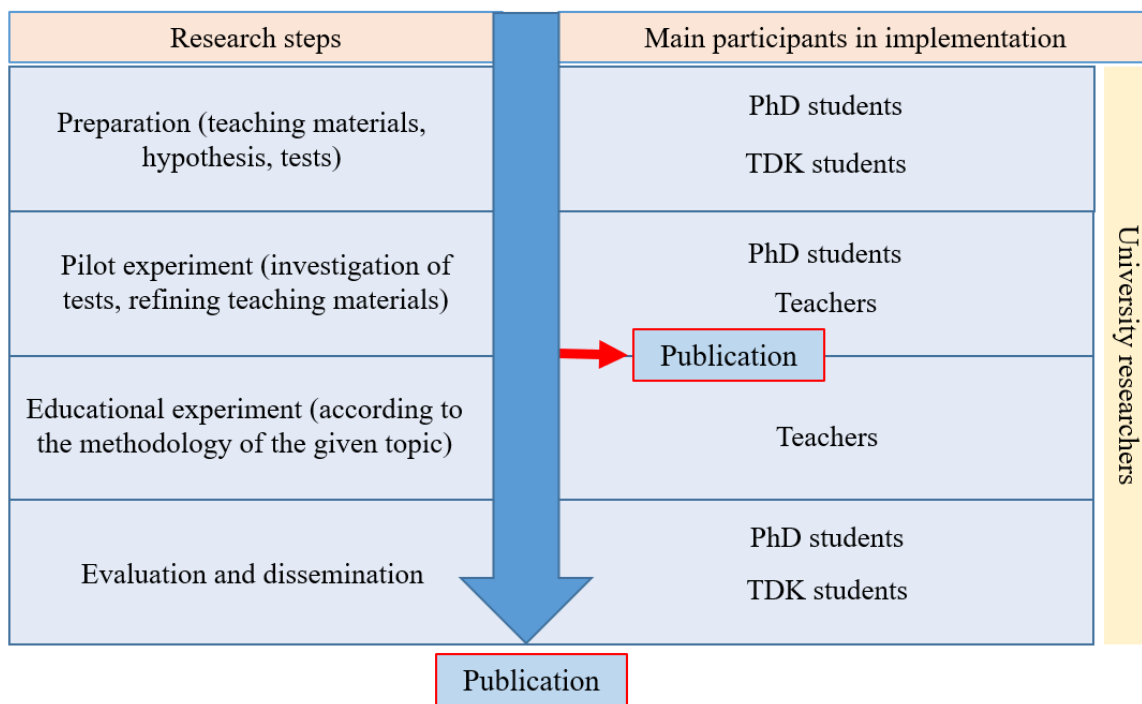 Research steps
Main participants in implementation
Preparation (teaching materials,
hypothesis, tests)
PhD students
TDK students
Pilot experiment (investigation of
tests, refining teaching materials)
PhD students
Teachers
Publication
Educational experiment (according to
the methodology of the given topic)
Teachers
Evaluation and dissemination
PhD students
TDK students
University researchers
Publication